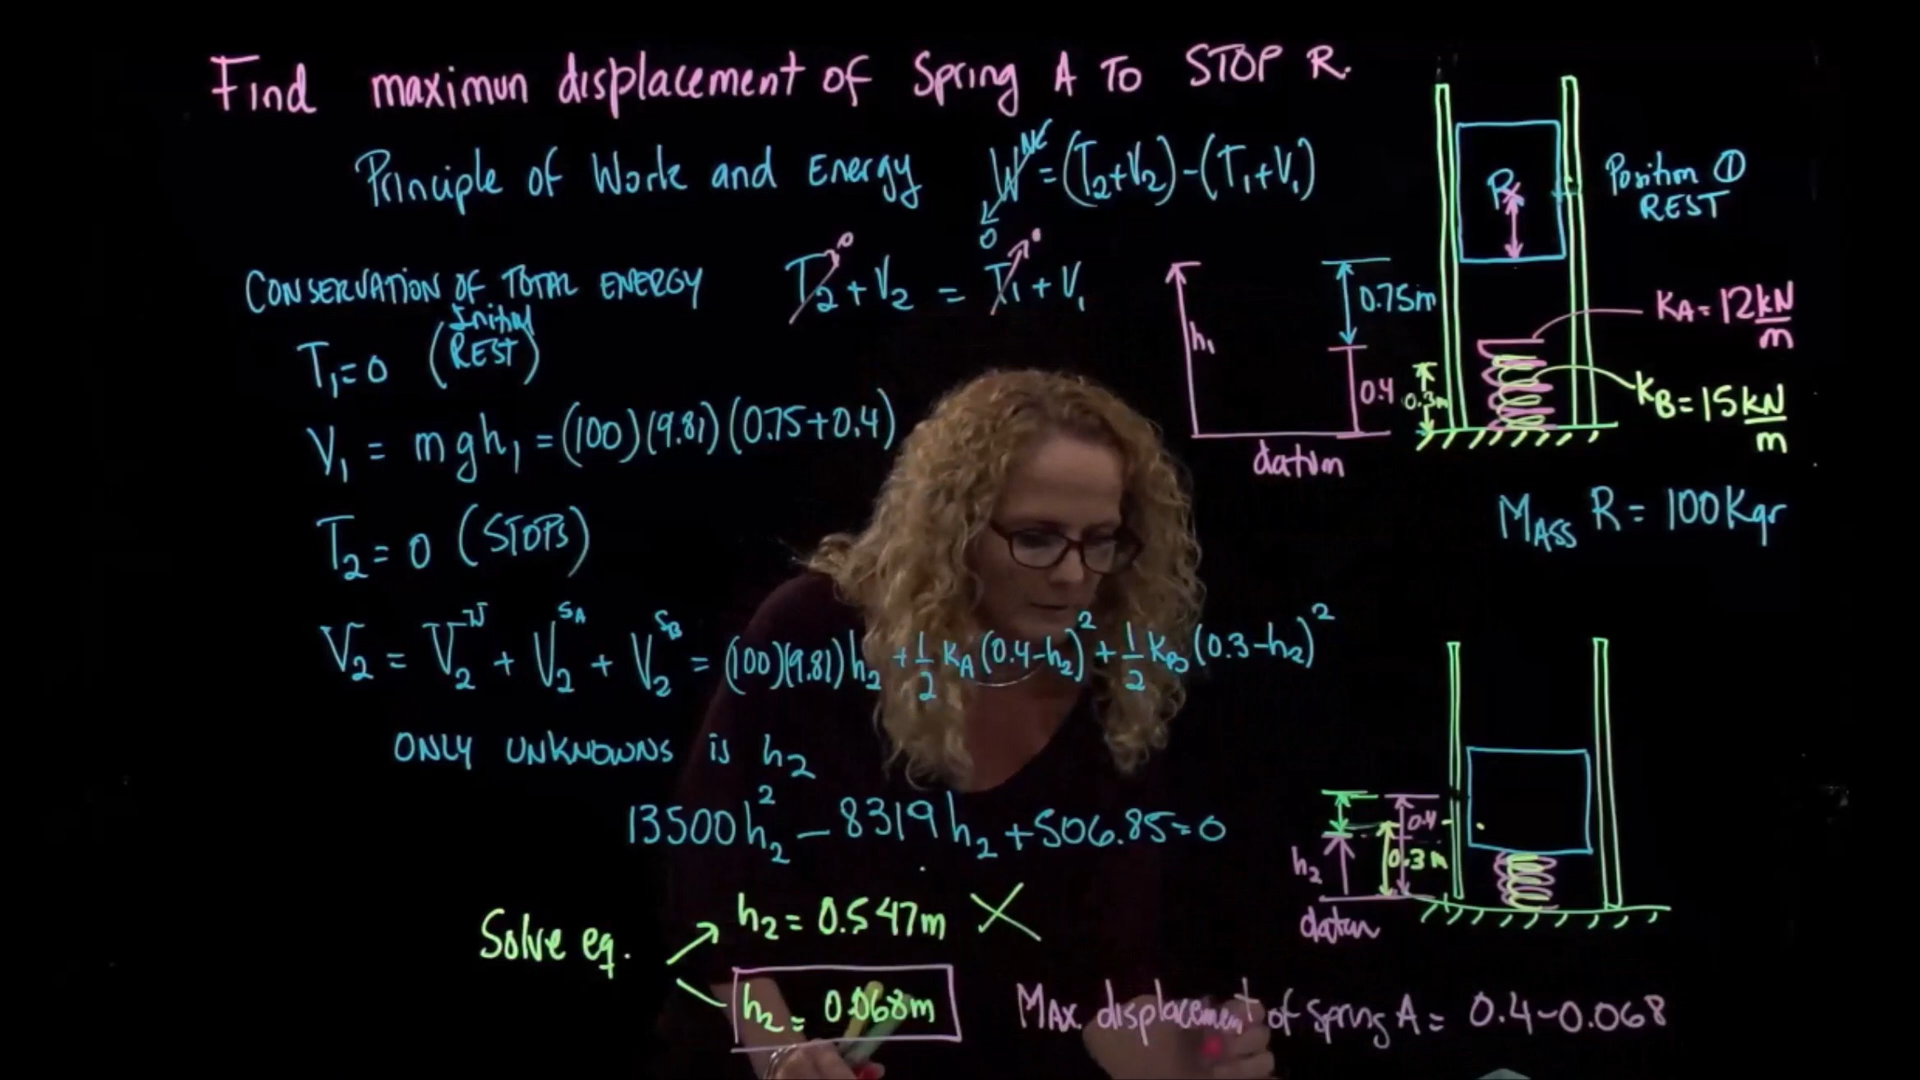 Find maximun displacement of Spring A TO STOP R.
Principle of Work and Energy W^NC = (T2+V2) - (T1+V1)
0
CONSERVATION OF TOTAL ENERGY T2^0 + V2 = T1^0 + V1
T1 = 0 (Initial REST)
V1 = mgh1 = (100)(9.81)(0.75+0.4)
T2 = 0 (STOPS)
V2 = V2^W + V2^SA + V2^SB = (100)(9.81)h2 + 1/2 KA(0.4-h2)^2 + 1/2 KB(0.3-h2)^2
ONLY UNKNOWNS is h2
13500h2^2 - 8319h2 + 506.85 = 0
Solve eq. h2 = 0.547m X
h2 = 0.068m
Max. displacement of spring A = 0.4-0.068
R
Position ①
REST
h1
0.75m
0.4
0.3m
datum
KA = 12 kN/m
KB = 15 kN/m
MASS R = 100 Kgr
0.4
0.3m
h2
datum